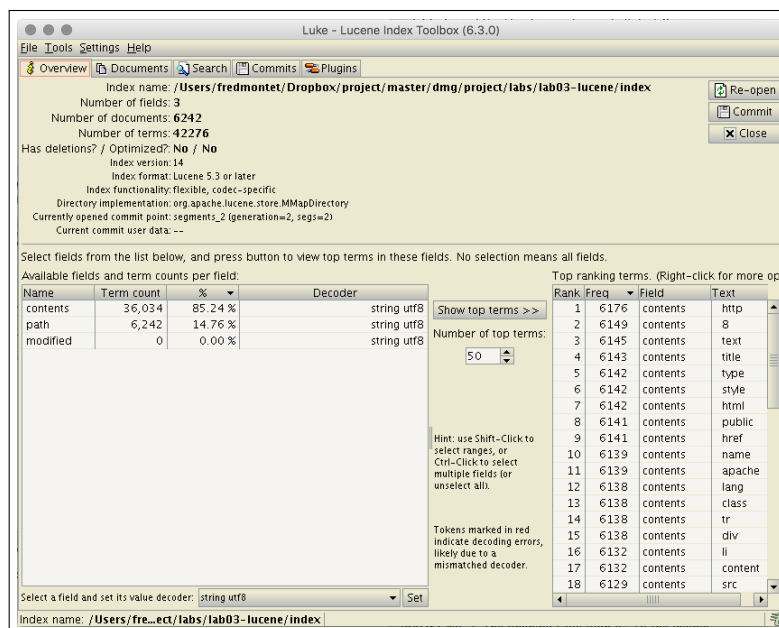 Luke - Lucene Index Toolbox (6.3.0)
File Tools Settings Help
Overview Documents Search Commits Plugins
Index name: /Users/fredmontet/Dropbox/project/master/dmg/project/labs/lab03-lucene/index
Number of fields: 3
Number of documents: 6242
Number of terms: 42276
Has deletions? / Optimized?: No / No
Index version: 14
Index format: Lucene 5.3 or later
Index functionality: flexible, codec-specific
Directory implementation: org.apache.lucene.store.MMapDirectory
Currently opened commit point: segments_2 (generation=2, segs=2)
Current commit user data: --
Re-open
Commit
Close
Select fields from the list below, and press button to view top terms in these fields. No selection means all fields.
Available fields and term counts per field:
Name Term count % Decoder
contents 36,034 85.24 % string utf8
path 6,242 14.76 % string utf8
modified 0 0.00 % string utf8
Show top terms >>
Number of top terms:
50
Hint: use Shift-Click to
select ranges, or
Ctrl-Click to select
multiple fields (or
unselect all).
Tokens marked in red
indicate decoding errors,
likely due to a
mismatched decoder.
Top ranking terms. (Right-click for more op
Rank Freq Field Text
1 6176 contents http
2 6149 contents 8
3 6145 contents text
4 6143 contents title
5 6142 contents type
6 6142 contents style
7 6142 contents html
8 6141 contents public
9 6141 contents href
10 6139 contents name
11 6139 contents apache
12 6138 contents lang
13 6138 contents class
14 6138 contents tr
15 6138 contents div
16 6132 contents li
17 6132 contents content
18 6129 contents src
Select a field and set its value decoder: string utf8 Set
Index name: /Users/fre...ect/labs/lab03-lucene/index